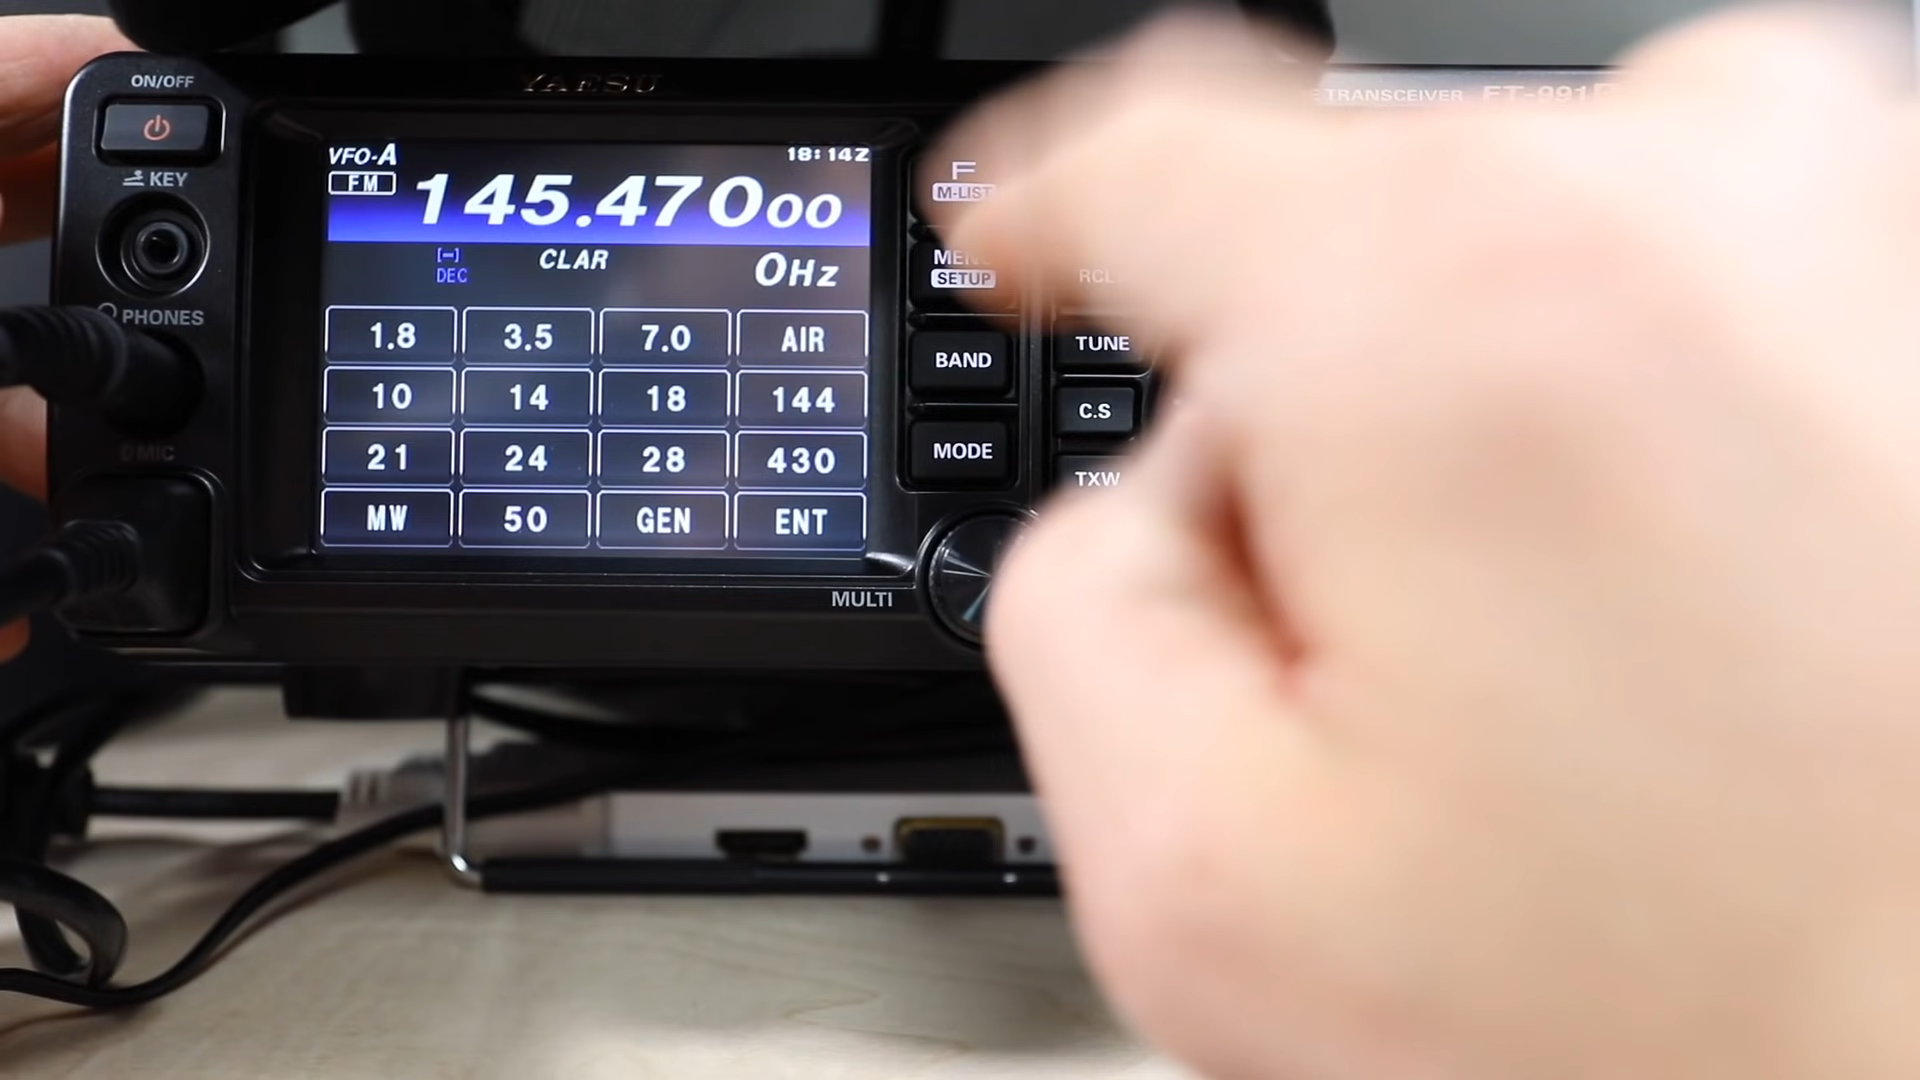 ON/OFF
YAESU
TRANSCEIVER FT-991
VFO-A
18:14Z
FM
145.47000
KEY
[-]
DEC
CLAR
0Hz
PHONES
MIC
1.8 3.5 7.0 AIR
10 14 18 144
21 24 28 430
MW 50 GEN ENT
F
M-LIST
MENU
SETUP
RCL
BAND
TUNE
C.S
MODE
TXW
MULTI